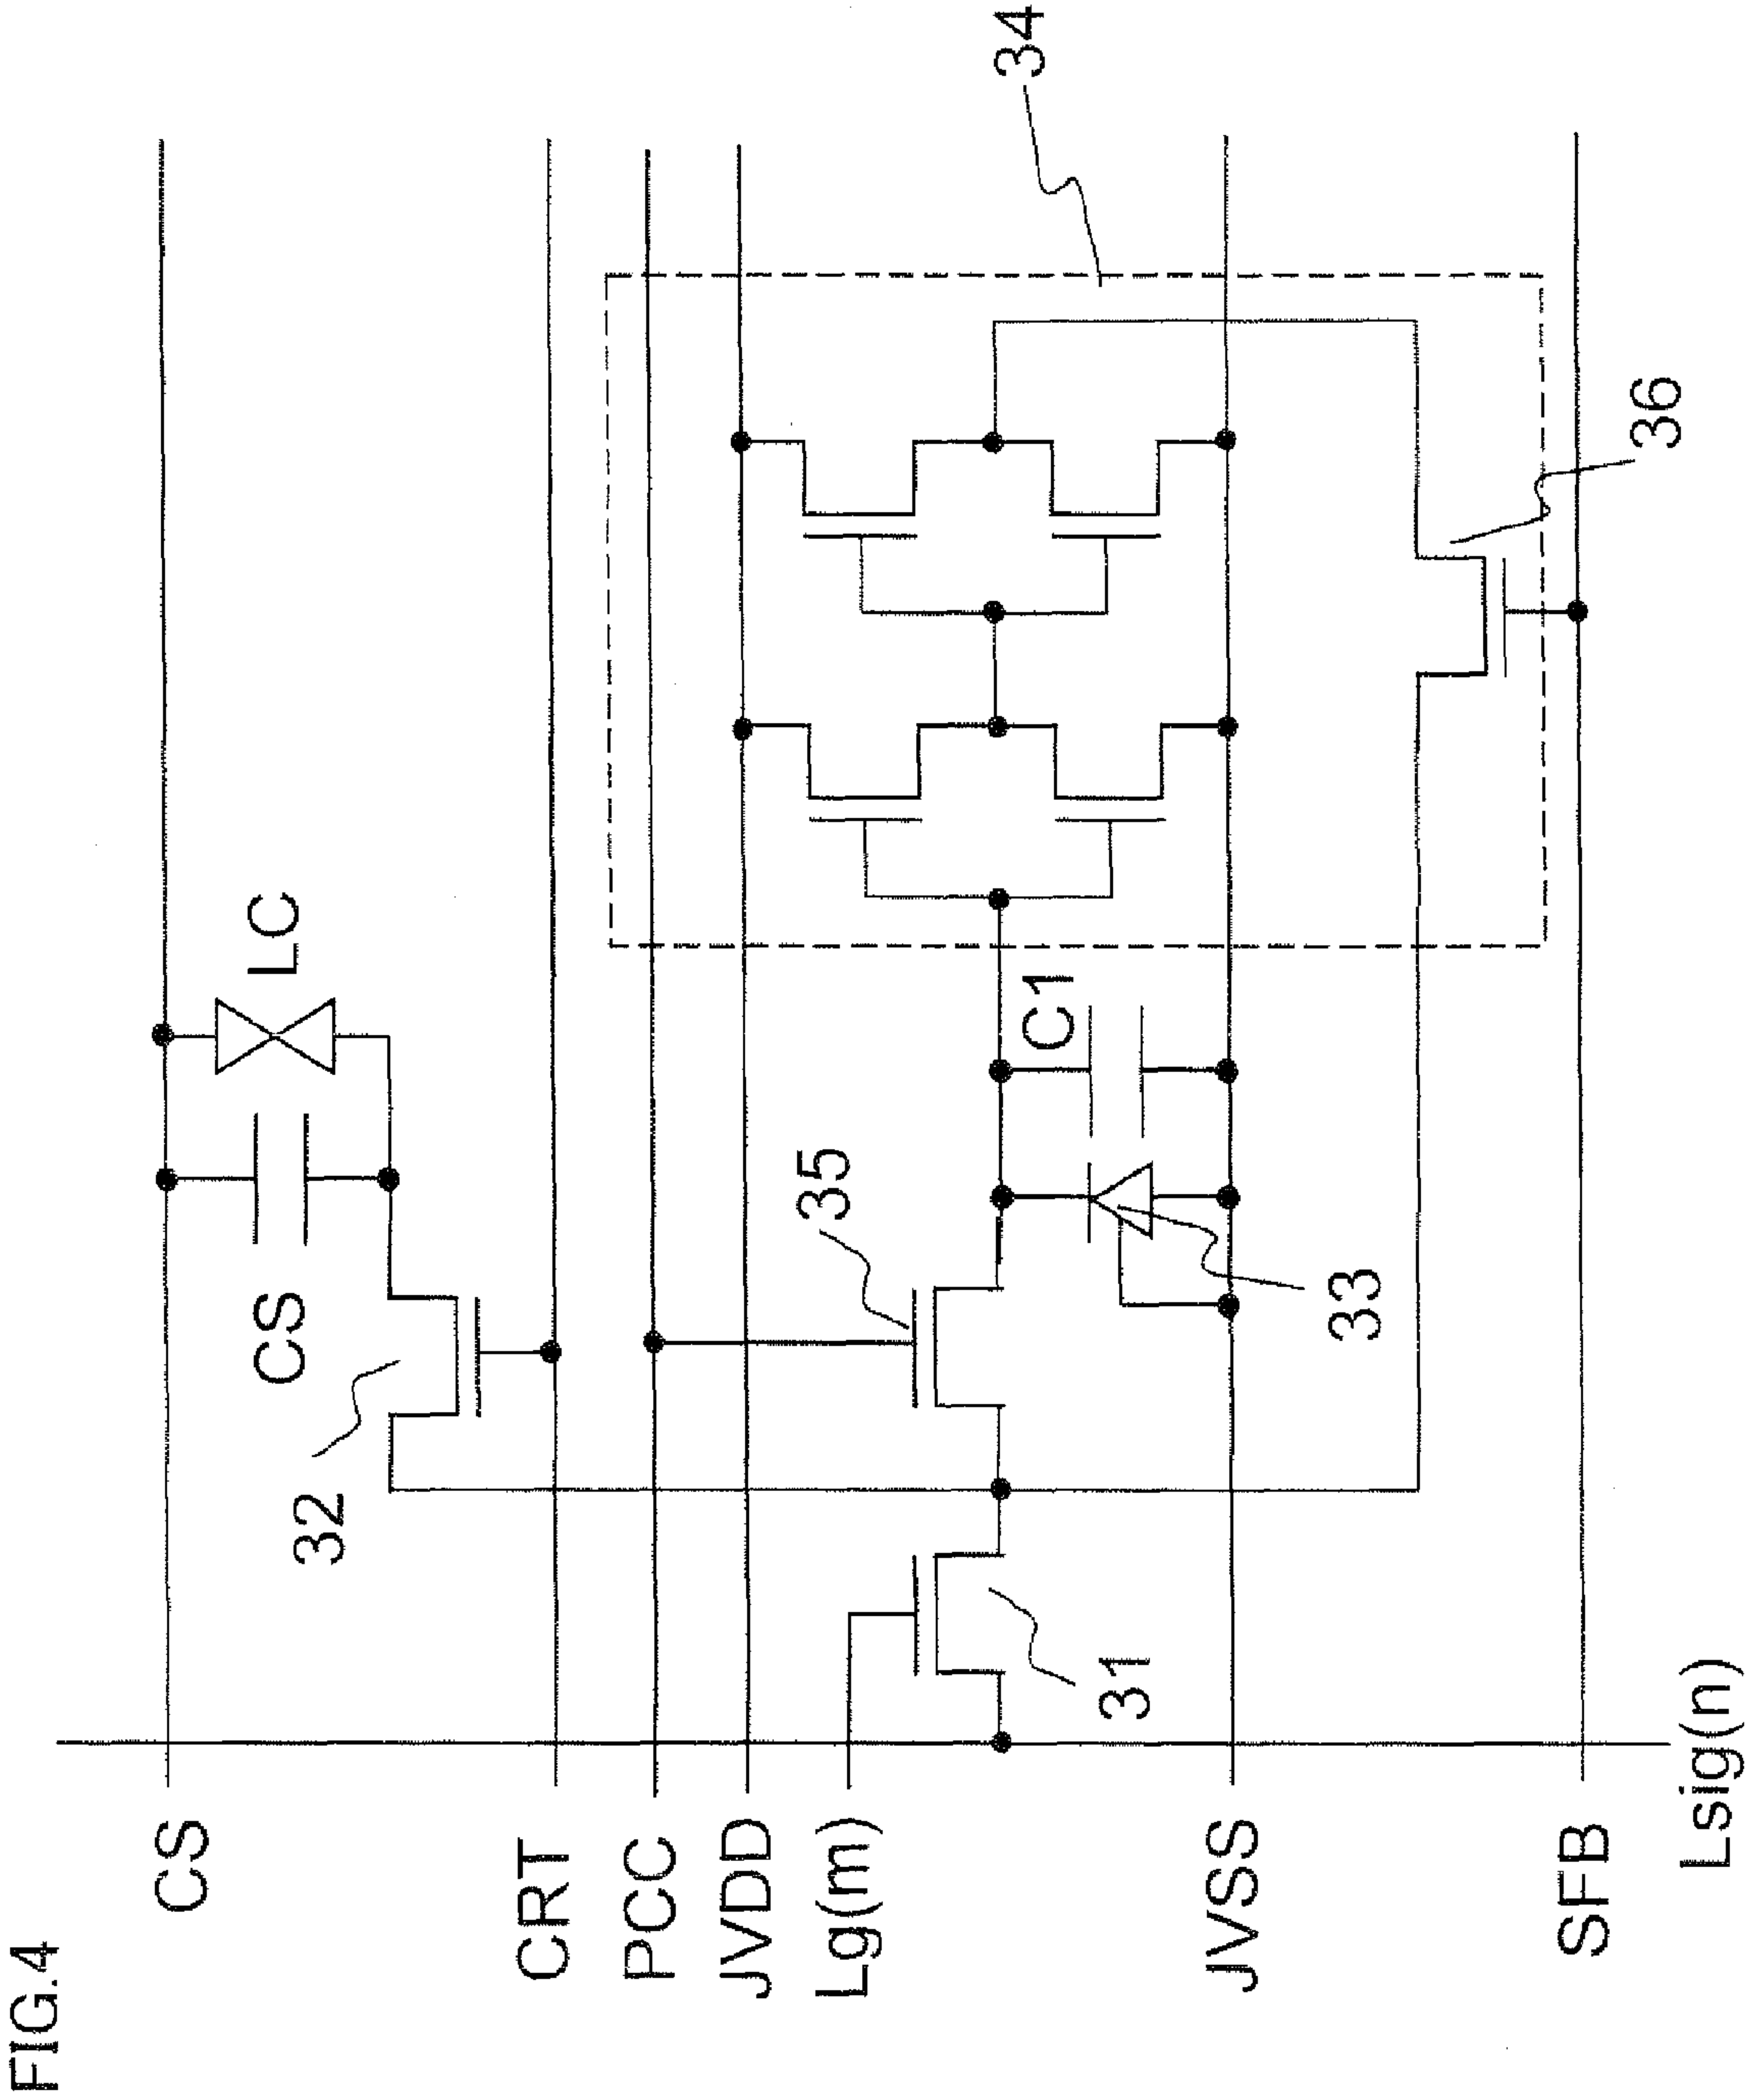 FIG.4
CS
CRT
PCC
JVDD
Lg(m)
JVSS
SFB
Lsig(n)
31
32
CS
LC
35
33
C1
36
34